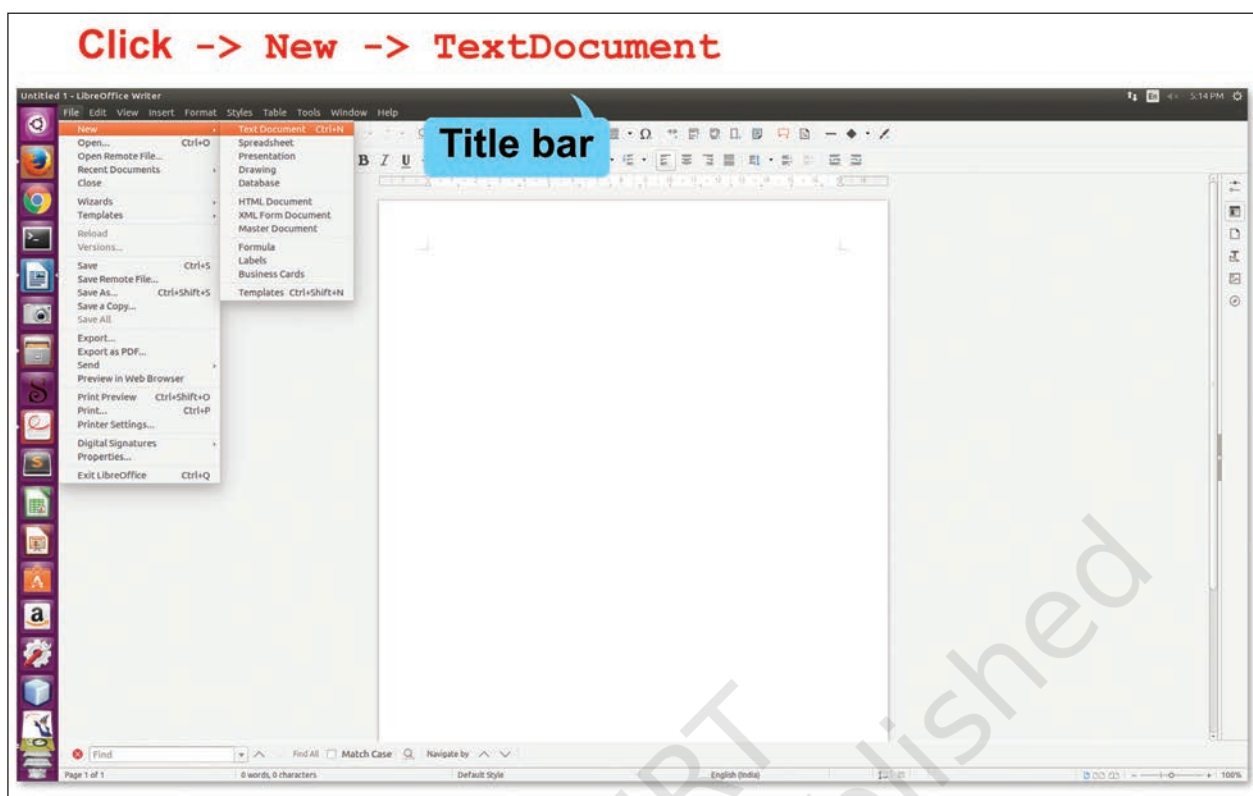 Click -> New -> TextDocument
Untitled 1 - LibreOffice Writer
En
5:14 PM
File Edit View Insert Format Styles Table Tools Window Help
Title bar
New
Open... Ctrl+O
Open Remote File...
Recent Documents
Close
Wizards
Templates
Reload
Versions...
Save Ctrl+S
Save Remote File...
Save As... Ctrl+Shift+S
Save a Copy...
Save All
Export...
Export as PDF...
Send
Preview in Web Browser
Print Preview Ctrl+Shift+O
Print... Ctrl+P
Printer Settings...
Digital Signatures
Properties...
Exit LibreOffice Ctrl+Q
Text Document Ctrl+N
Spreadsheet
Presentation
Drawing
Database
HTML Document
XML Form Document
Master Document
Formula
Labels
Business Cards
Templates Ctrl+Shift+N
B I U
Find
Find All Match Case Navigate by
Page 1 of 1 0 words, 0 characters Default Style English (India) 100%